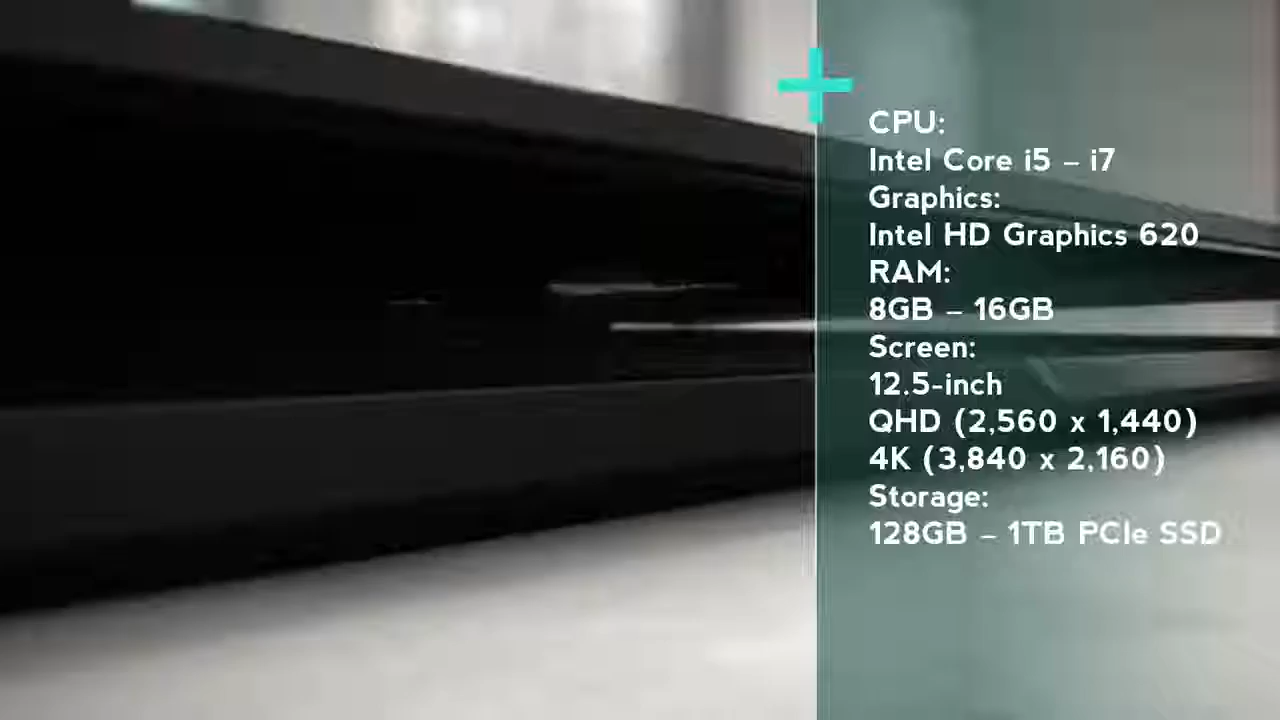 CPU:
Intel Core i5 – i7
Graphics:
Intel HD Graphics 620
RAM:
8GB – 16GB
Screen:
12.5-inch
QHD (2,560 x 1,440)
4K (3,840 x 2,160)
Storage:
128GB – 1TB PCIe SSD